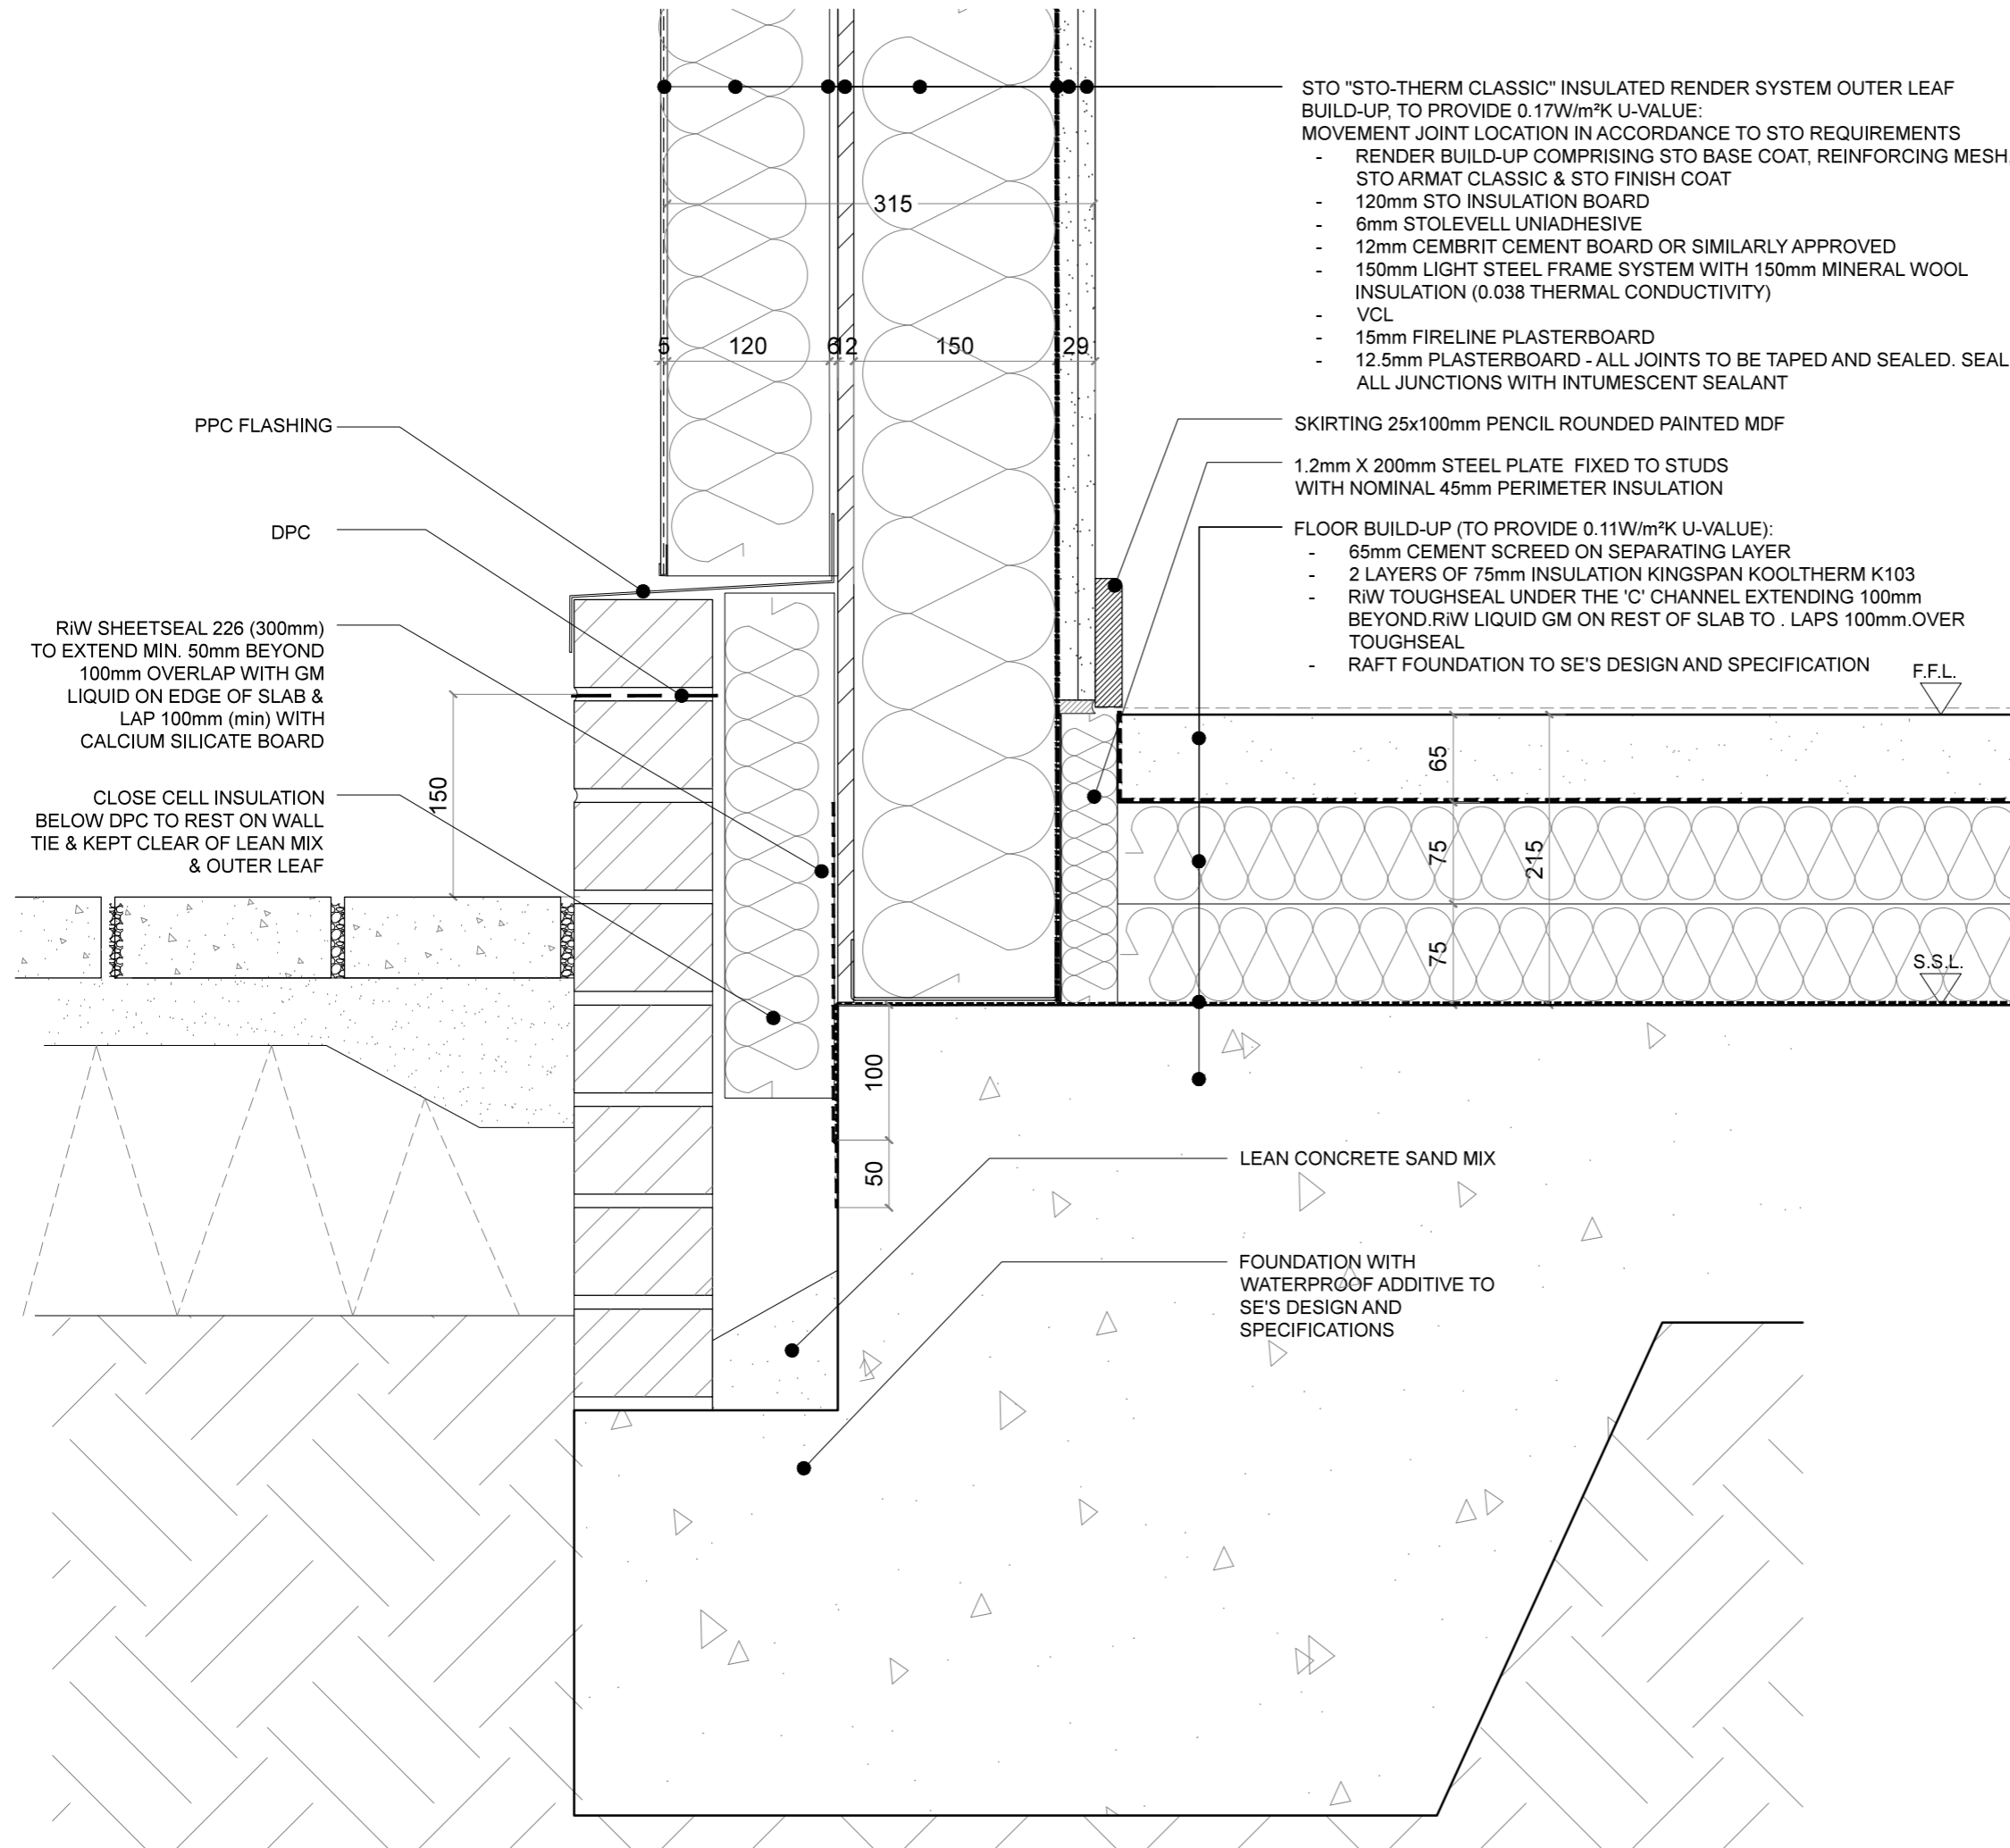 STO "STO-THERM CLASSIC" INSULATED RENDER SYSTEM OUTER LEAF
BUILD-UP, TO PROVIDE 0.17W/m²K U-VALUE:
MOVEMENT JOINT LOCATION IN ACCORDANCE TO STO REQUIREMENTS
- RENDER BUILD-UP COMPRISING STO BASE COAT, REINFORCING MESH,
STO ARMAT CLASSIC & STO FINISH COAT
- 120mm STO INSULATION BOARD
- 6mm STOLEVELL UNIADHESIVE
- 12mm CEMBRIT CEMENT BOARD OR SIMILARLY APPROVED
- 150mm LIGHT STEEL FRAME SYSTEM WITH 150mm MINERAL WOOL
INSULATION (0.038 THERMAL CONDUCTIVITY)
- VCL
- 15mm FIRELINE PLASTERBOARD
- 12.5mm PLASTERBOARD - ALL JOINTS TO BE TAPED AND SEALED. SEAL
ALL JUNCTIONS WITH INTUMESCENT SEALANT
315
5 120 6 12 150 29
SKIRTING 25x100mm PENCIL ROUNDED PAINTED MDF
1.2mm X 200mm STEEL PLATE FIXED TO STUDS
WITH NOMINAL 45mm PERIMETER INSULATION
FLOOR BUILD-UP (TO PROVIDE 0.11W/m²K U-VALUE):
- 65mm CEMENT SCREED ON SEPARATING LAYER
- 2 LAYERS OF 75mm INSULATION KINGSPAN KOOLTHERM K103
- RiW TOUGHSEAL UNDER THE 'C' CHANNEL EXTENDING 100mm
BEYOND.RiW LIQUID GM ON REST OF SLAB TO . LAPS 100mm.OVER
TOUGHSEAL
- RAFT FOUNDATION TO SE'S DESIGN AND SPECIFICATION
F.F.L.
PPC FLASHING
DPC
RiW SHEETSEAL 226 (300mm)
TO EXTEND MIN. 50mm BEYOND
100mm OVERLAP WITH GM
LIQUID ON EDGE OF SLAB &
LAP 100mm (min) WITH
CALCIUM SILICATE BOARD
CLOSE CELL INSULATION
BELOW DPC TO REST ON WALL
TIE & KEPT CLEAR OF LEAN MIX
& OUTER LEAF
150
65
75
215
75
S.S.L.
100
50
LEAN CONCRETE SAND MIX
FOUNDATION WITH
WATERPROOF ADDITIVE TO
SE'S DESIGN AND
SPECIFICATIONS